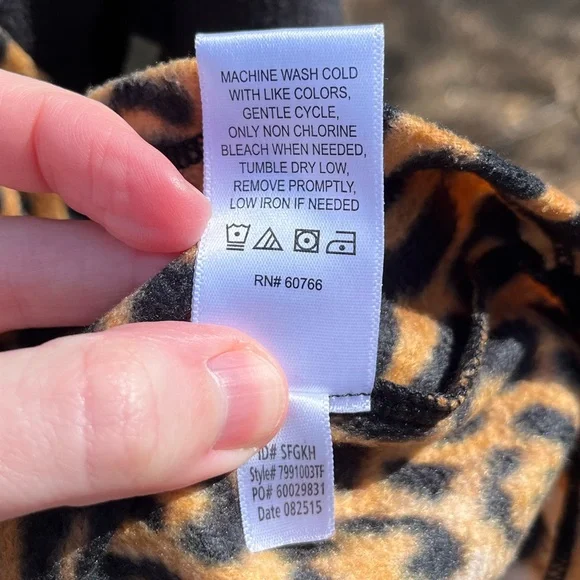 MACHINE WASH COLD
WITH LIKE COLORS,
GENTLE CYCLE,
ONLY NON CHLORINE
BLEACH WHEN NEEDED,
TUMBLE DRY LOW,
REMOVE PROMPTLY,
LOW IRON IF NEEDED
RN# 60766
ID# SFGKH
Style# 7991003TF
PO# 60029831
Date 082515